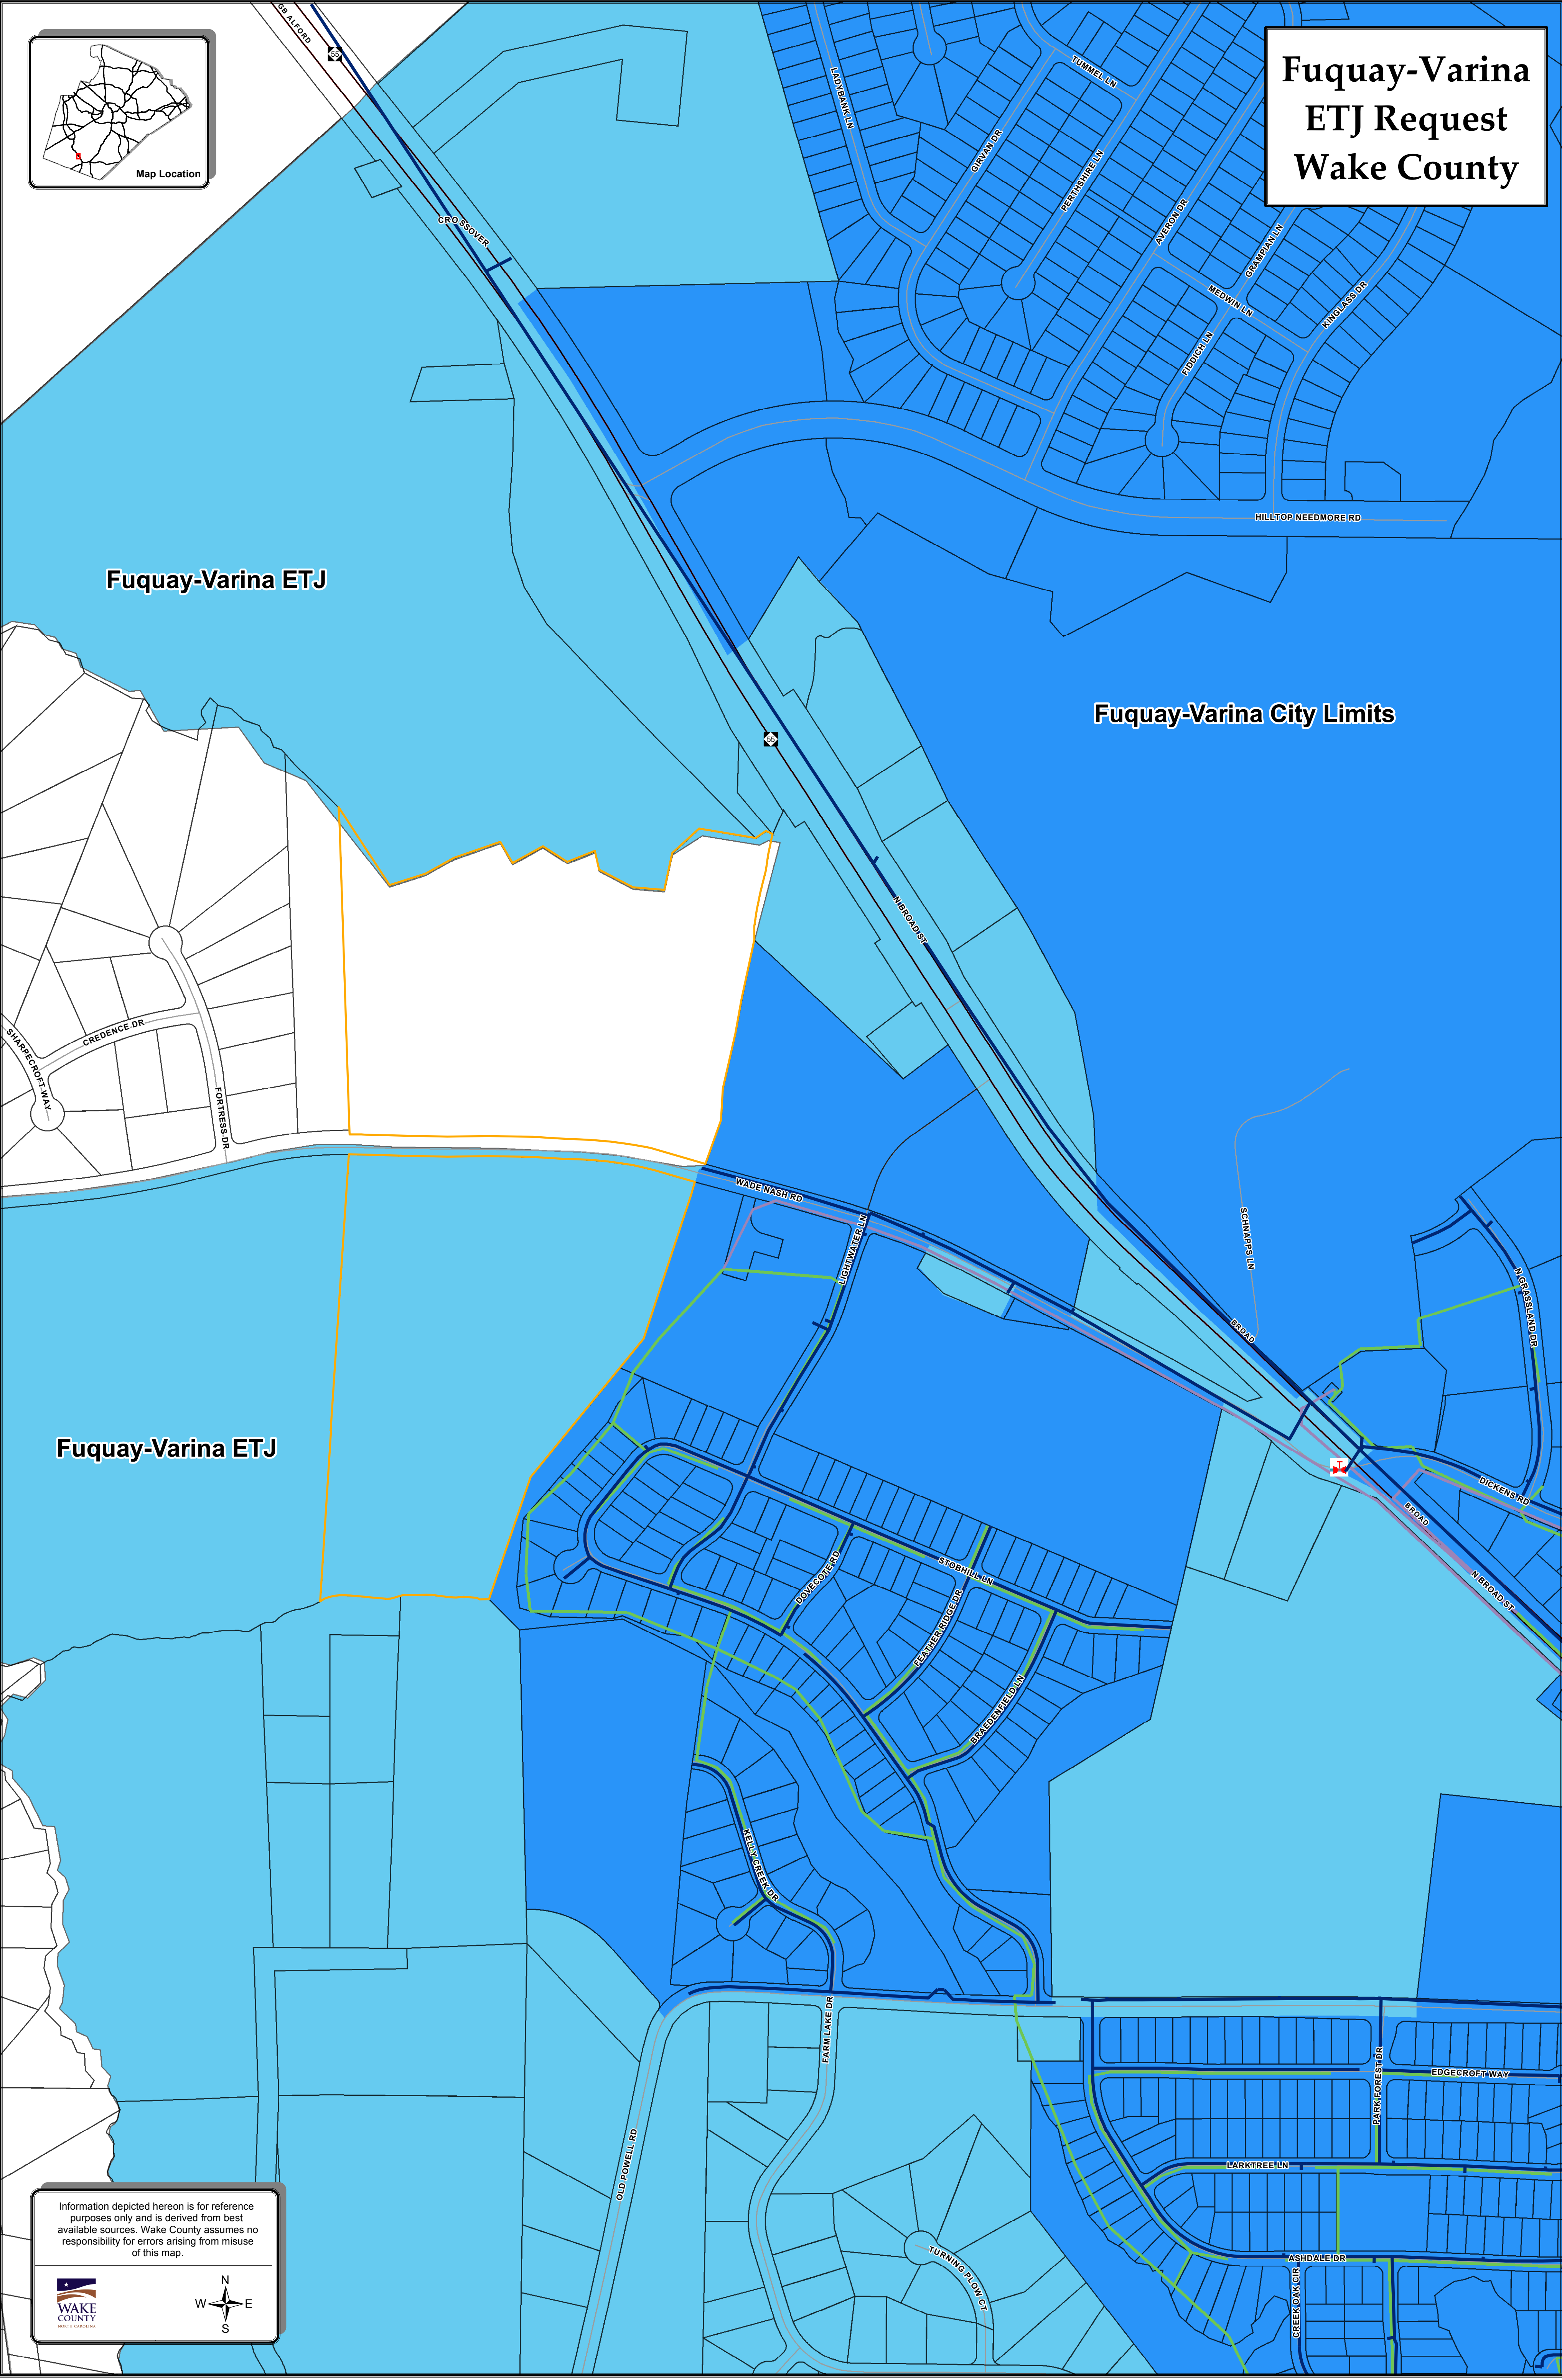 Fuquay-Varina
ETJ Request
Wake County
Map Location
GB ALFORD
55
CROSSOVER
LADYBANK LN
TUMMEL LN
GIRVAN DR
PERTHSHIRE LN
AVERON DR
GRAMPIAN LN
MEDWIN LN
KINGLASS DR
FIDDICH LN
HILLTOP NEEDMORE RD
Fuquay-Varina ETJ
Fuquay-Varina City Limits
55
N BROAD ST
CREDENCE DR
SHARPECROFT WAY
FORTRESS DR
WADE NASH RD
LIGHTWATER LN
SCHNAPPS LN
N GRASSLAND DR
BROAD
Fuquay-Varina ETJ
T
DICKENS RD
BROAD
N BROAD ST
STOBHILL LN
DOVECOTE RD
FEATHER RIDGE DR
BRAEDENFIELD LN
KELLY CREEK DR
FARM LAKE DR
OLD POWELL RD
PARK FOREST DR
EDGECROFT WAY
LARKTREE LN
ASHDALE DR
CREEK OAK CIR
TURNING PLOW CT
Information depicted hereon is for reference
purposes only and is derived from best
available sources. Wake County assumes no
responsibility for errors arising from misuse
of this map.
WAKE
COUNTY
NORTH CAROLINA
N
W E
S